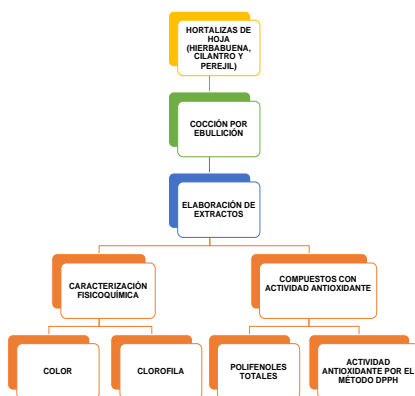 HORTALIZAS DE
HOJA
(HIERBABUENA,
CILANTRO Y
PEREJIL)
COCCIÓN POR
EBULLICIÓN
ELABORACIÓN DE
EXTRACTOS
CARACTERIZACIÓN
FISICOQUÍMICA
COMPUESTOS CON
ACTIVIDAD ANTIOXIDANTE
COLOR
CLOROFILA
POLIFENOLES
TOTALES
ACTIVIDAD
ANTIOXIDANTE POR EL
MÉTODO DPPH